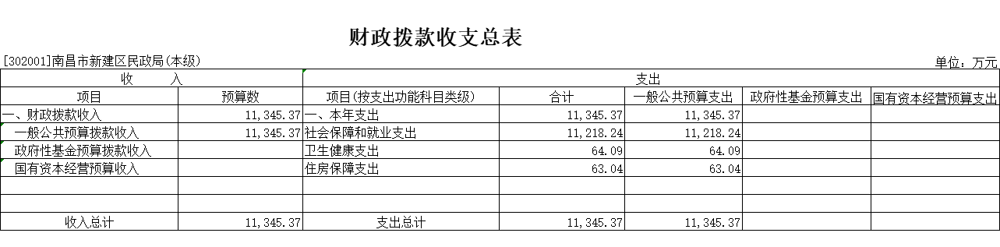 财政拨款收支总表
[302001]南昌市新建区民政局(本级) 单位：万元
收 入 支出
项目 预算数 项目(按支出功能科目类级) 合计 一般公共预算支出 政府性基金预算支出 国有资本经营预算支出
一、财政拨款收入 11,345.37 一、本年支出 11,345.37 11,345.37
一般公共预算拨款收入 11,345.37 社会保障和就业支出 11,218.24 11,218.24
政府性基金预算拨款收入 卫生健康支出 64.09 64.09
国有资本经营预算收入 住房保障支出 63.04 63.04
收入总计 11,345.37 支出总计 11,345.37 11,345.37